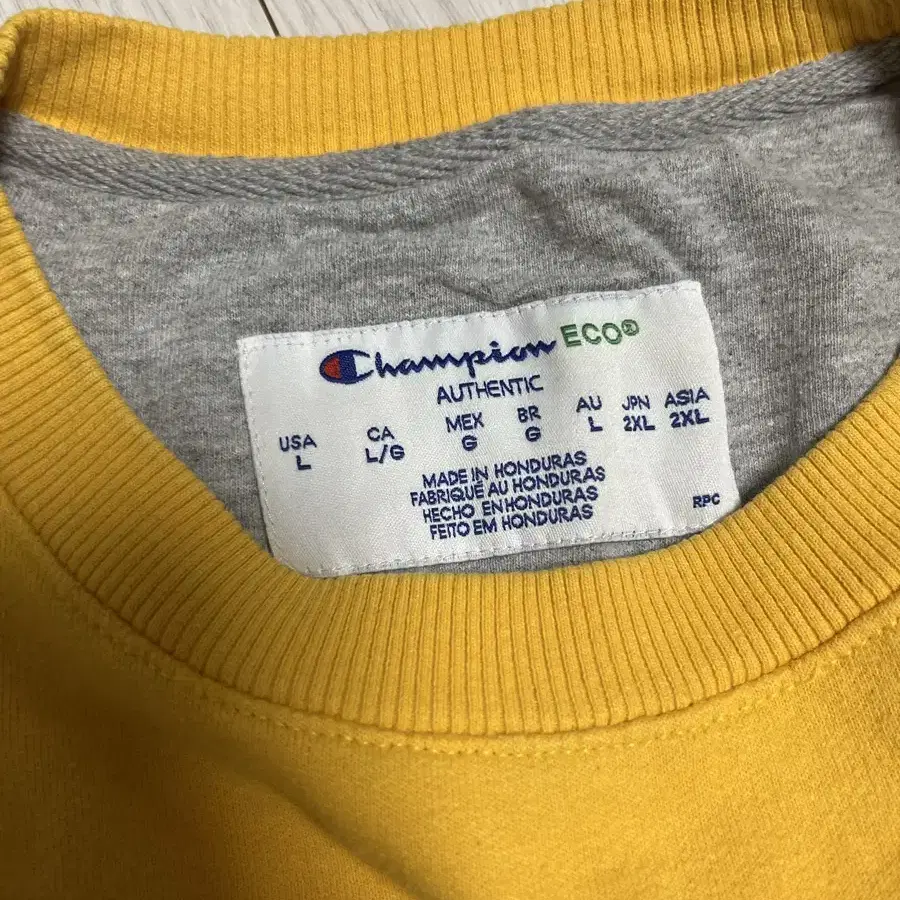 Champion ECO®
AUTHENTIC
USA CA MEX BR AU JPN ASIA
L L/G G G L 2XL 2XL
MADE IN HONDURAS
FABRIQUÉ AU HONDURAS
HECHO EN HONDURAS
FEITO EM HONDURAS
RPC